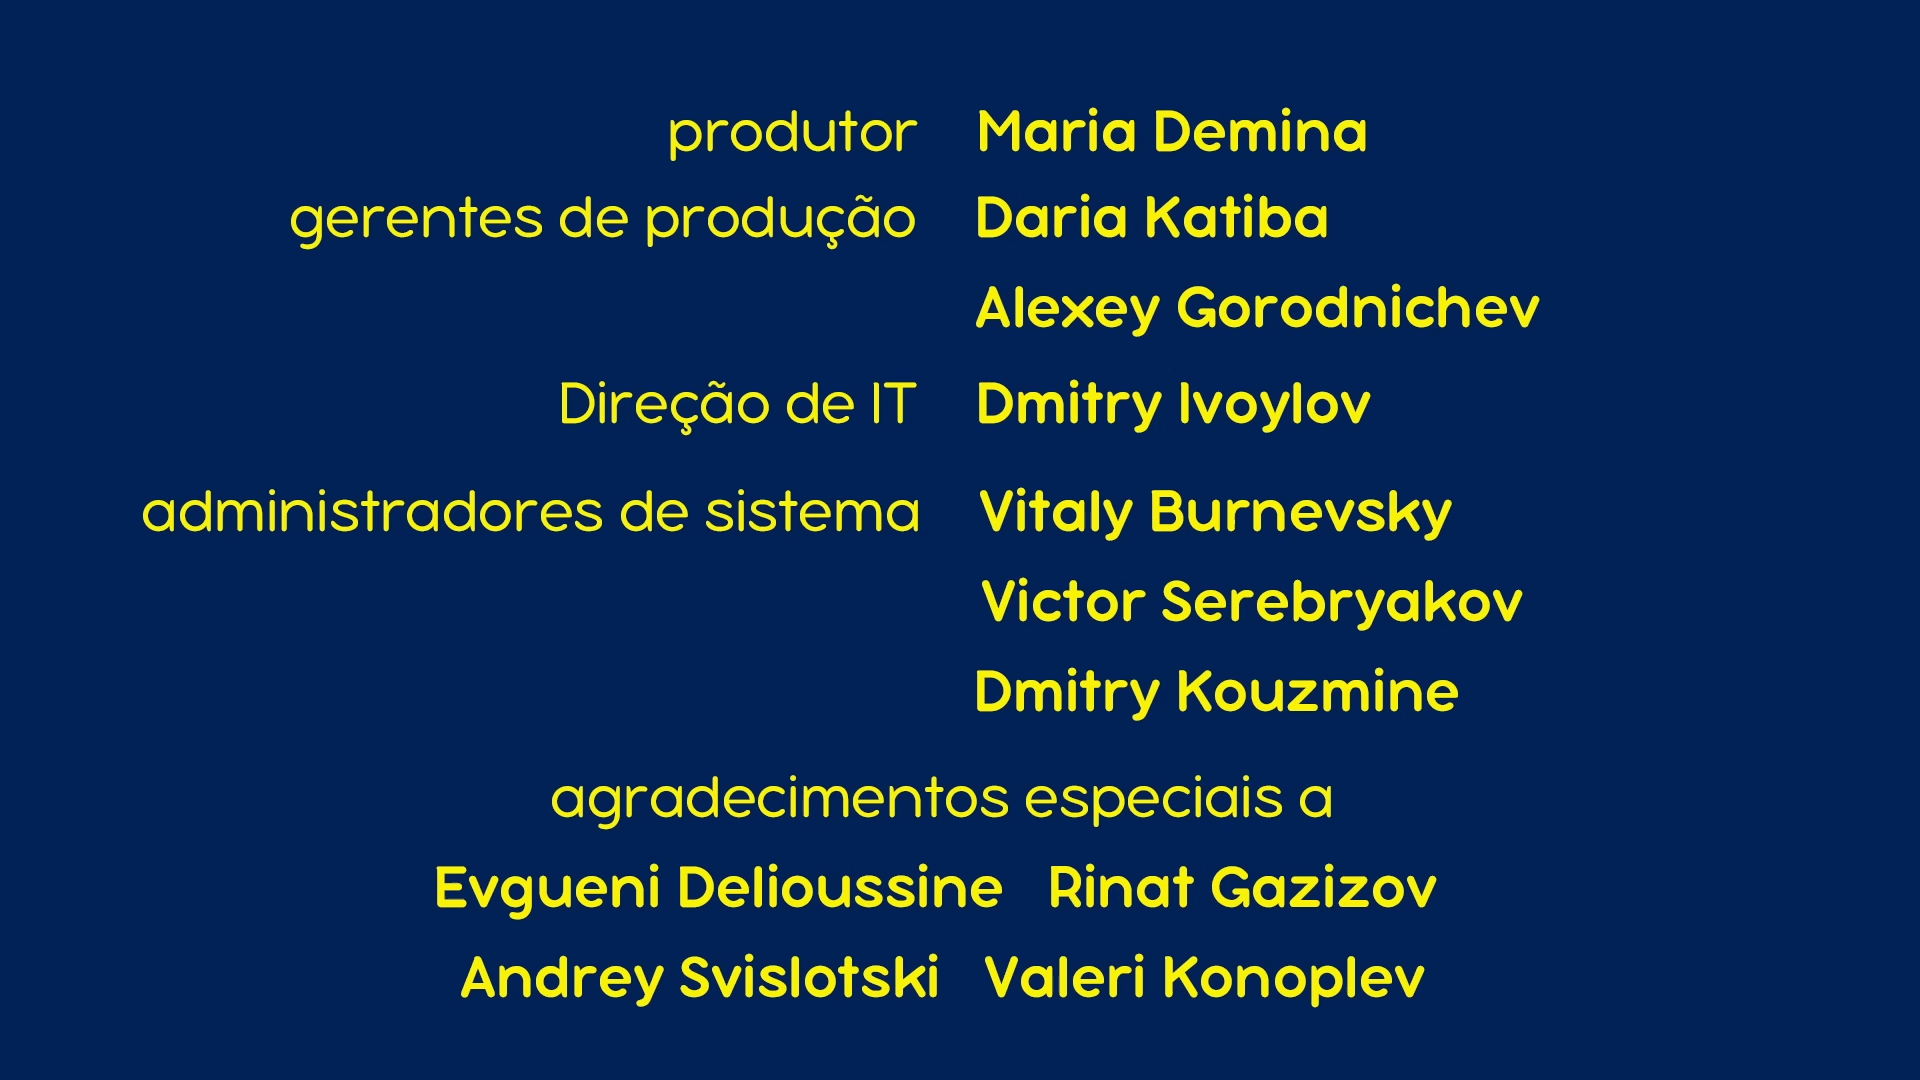 produtor Maria Demina
gerentes de produção Daria Katiba
Alexey Gorodnichev
Direção de IT Dmitry Ivoylov
administradores de sistema Vitaly Burnevsky
Victor Serebryakov
Dmitry Kouzmine
agradecimentos especiais a
Evgueni Delioussine Rinat Gazizov
Andrey Svislotski Valeri Konoplev